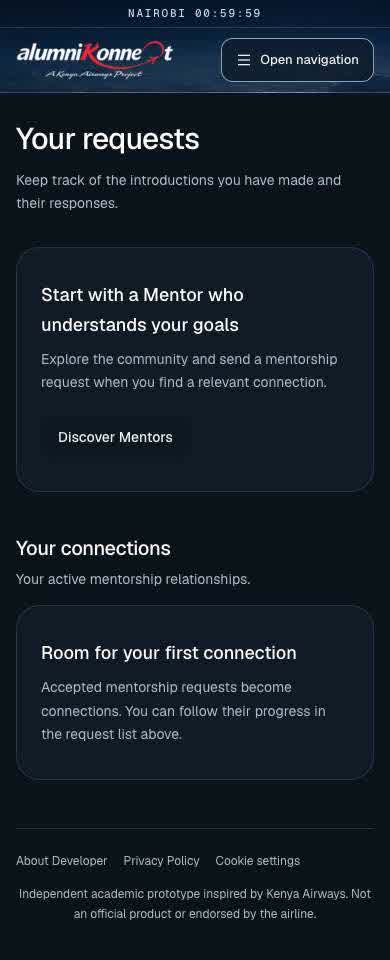 NAIROBI 00:59:59
alumniKonnect
A Kenya Airways Project
Open navigation
Your requests
Keep track of the introductions you have made and
their responses.
Start with a Mentor who
understands your goals
Explore the community and send a mentorship
request when you find a relevant connection.
Discover Mentors
Your connections
Your active mentorship relationships.
Room for your first connection
Accepted mentorship requests become
connections. You can follow their progress in
the request list above.
About Developer Privacy Policy Cookie settings
Independent academic prototype inspired by Kenya Airways. Not
an official product or endorsed by the airline.